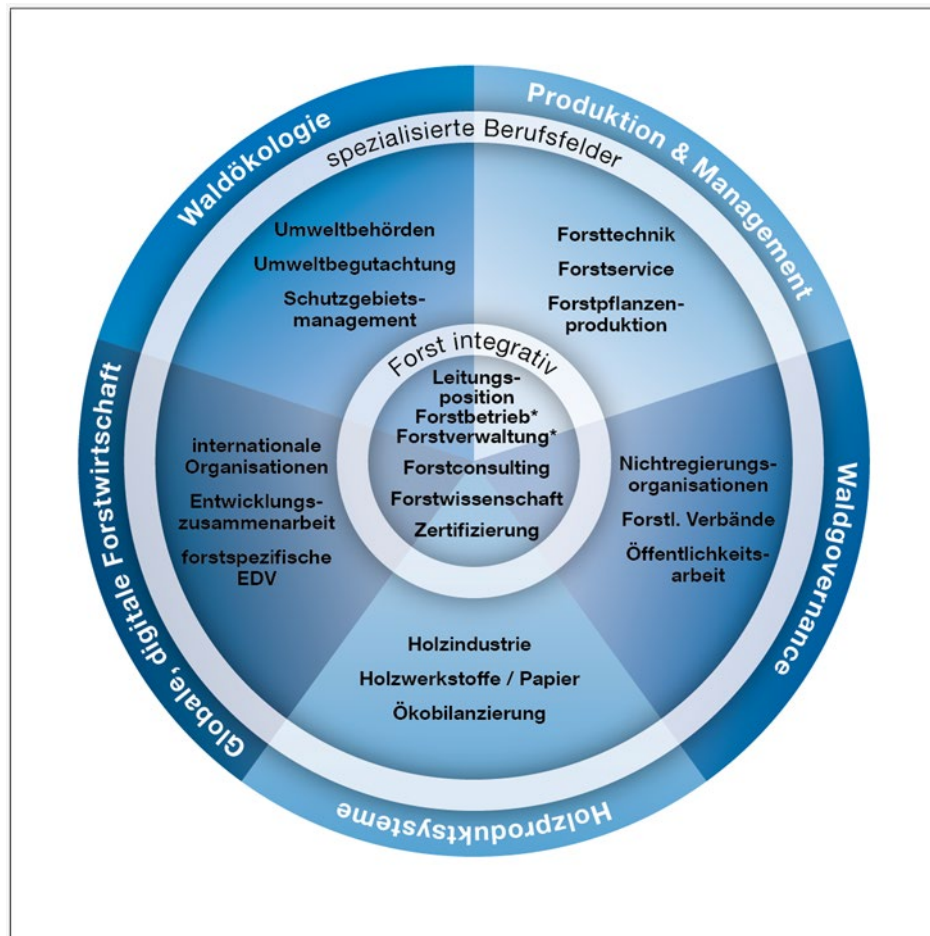 Waldökologie
Produktion & Management
spezialisierte Berufsfelder
Umweltbehörden
Umweltbegutachtung
Schutzgebiets-
management
Forsttechnik
Forstservice
Forstpflanzen-
produktion
Forst integrativ
Leitungs-
position
Forstbetrieb*
Forstverwaltung*
Forstconsulting
Forstwissenschaft
Zertifizierung
Globale, digitale Forstwirtschaft
internationale
Organisationen
Entwicklungs-
zusammenarbeit
forstspezifische
EDV
Nichtregierungs-
organisationen
Forstl. Verbände
Öffentlichkeits-
arbeit
Waldgovernance
Holzindustrie
Holzwerkstoffe / Papier
Ökobilanzierung
Holzproduktsysteme